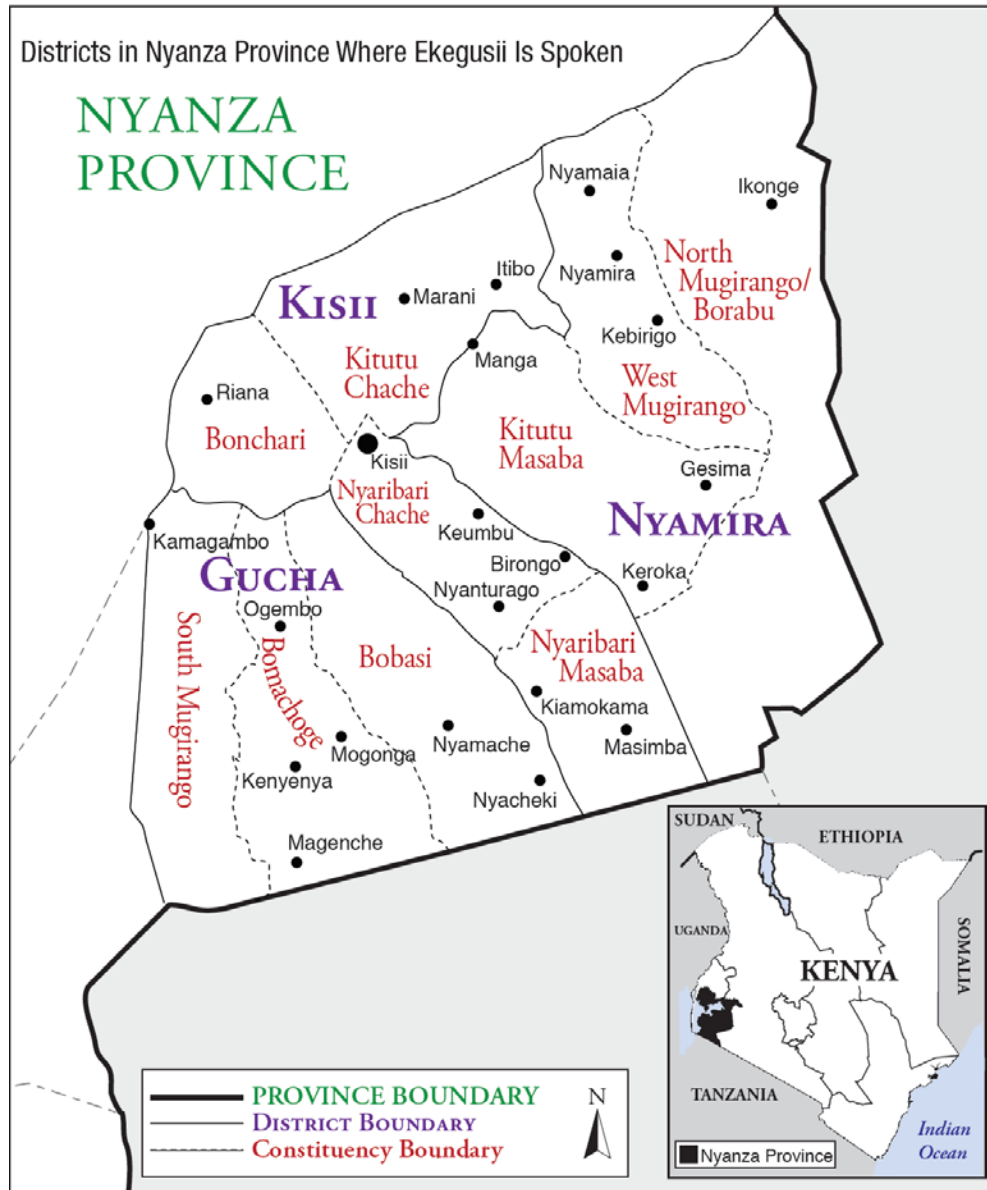 Districts in Nyanza Province Where Ekegusii Is Spoken
NYANZA
PROVINCE
Nyamaia
Ikonge
Nyamira
North
Mugirango/
Borabu
Itibo
Kisii
Marani
Kebirigo
Manga
Kitutu
Chache
West
Mugirango
Riana
Bonchari
Kitutu
Masaba
Kisii
Gesima
Nyaribari
Chache
Keumbu
Nyamira
Kamagambo
Birongo
Gucha
Keroka
Nyanturago
Ogembo
South Mugirango
Bomachoge
Bobasi
Nyaribari
Masaba
Kiamokama
Masimba
Mogonga
Nyamache
Kenyenya
Nyacheki
Magenche
SUDAN
ETHIOPIA
UGANDA
SOMALIA
KENYA
TANZANIA
Indian
Ocean
Nyanza Province
PROVINCE BOUNDARY
District Boundary
Constituency Boundary
N